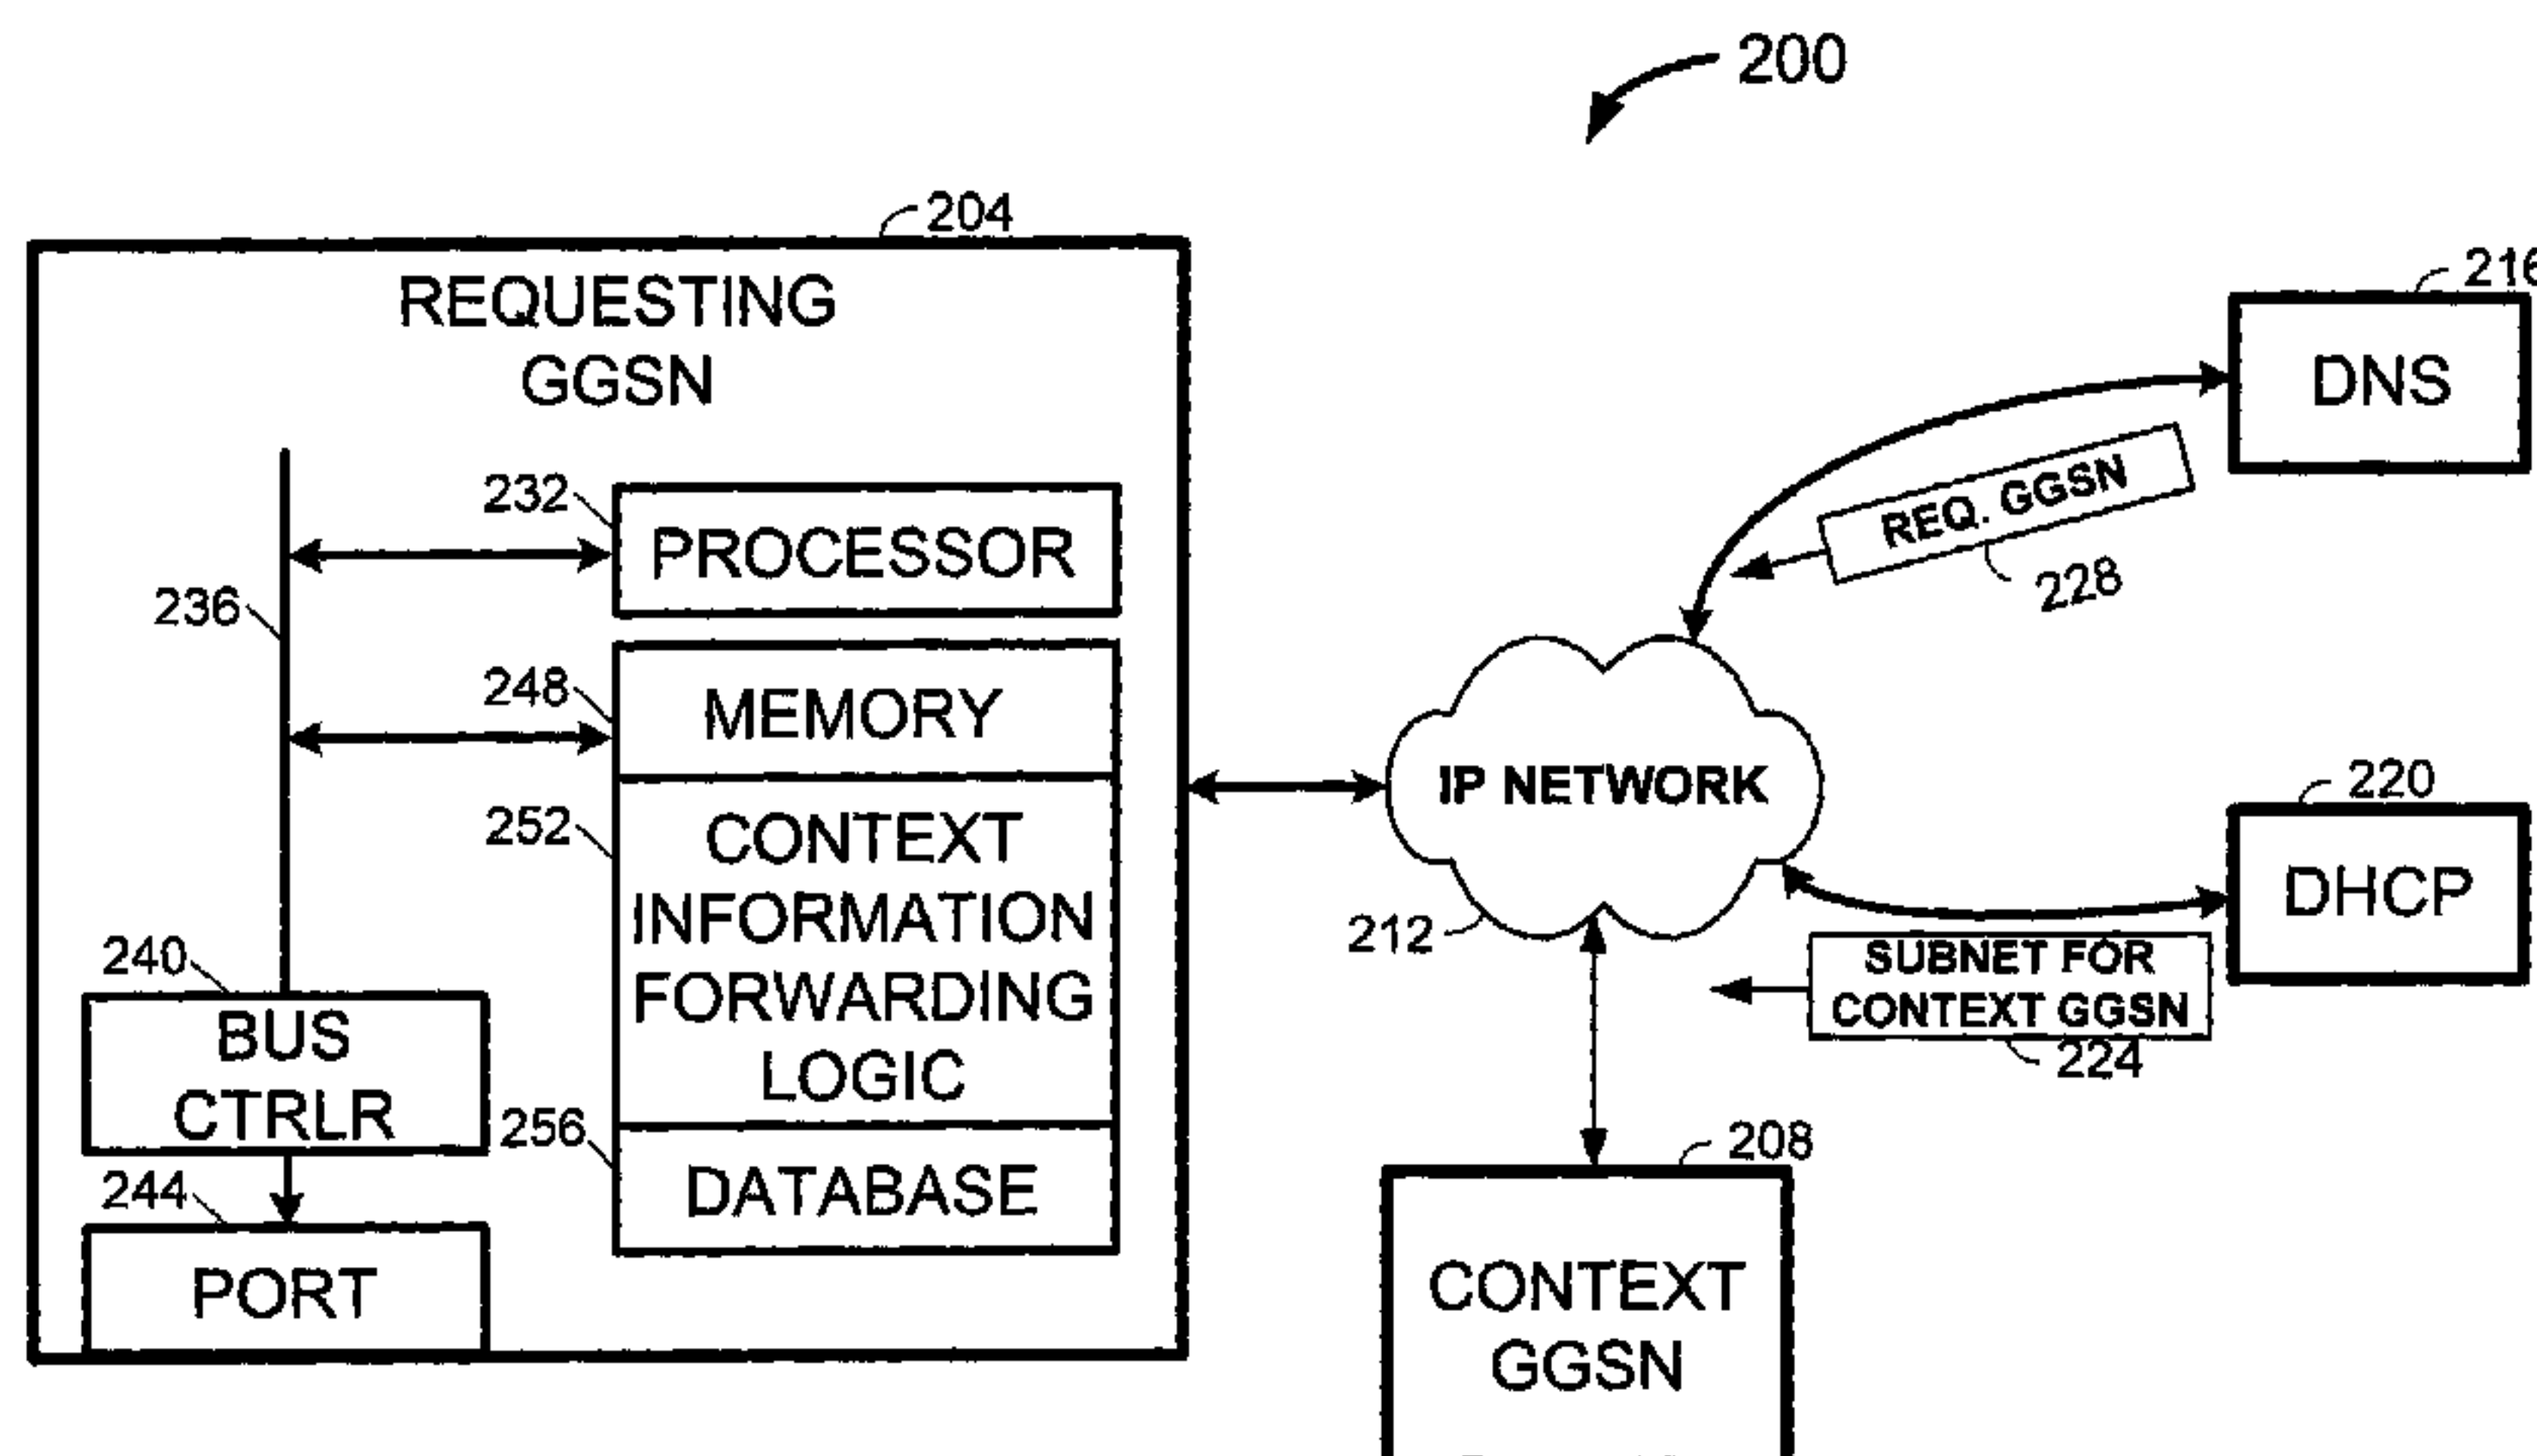 200
204
REQUESTING
GGSN
232
PROCESSOR
236
248
MEMORY
252
CONTEXT
INFORMATION
FORWARDING
LOGIC
240
BUS
CTRLR
256
DATABASE
244
PORT
216
DNS
REQ. GGSN
228
IP NETWORK
212
220
DHCP
SUBNET FOR
CONTEXT GGSN
224
208
CONTEXT
GGSN